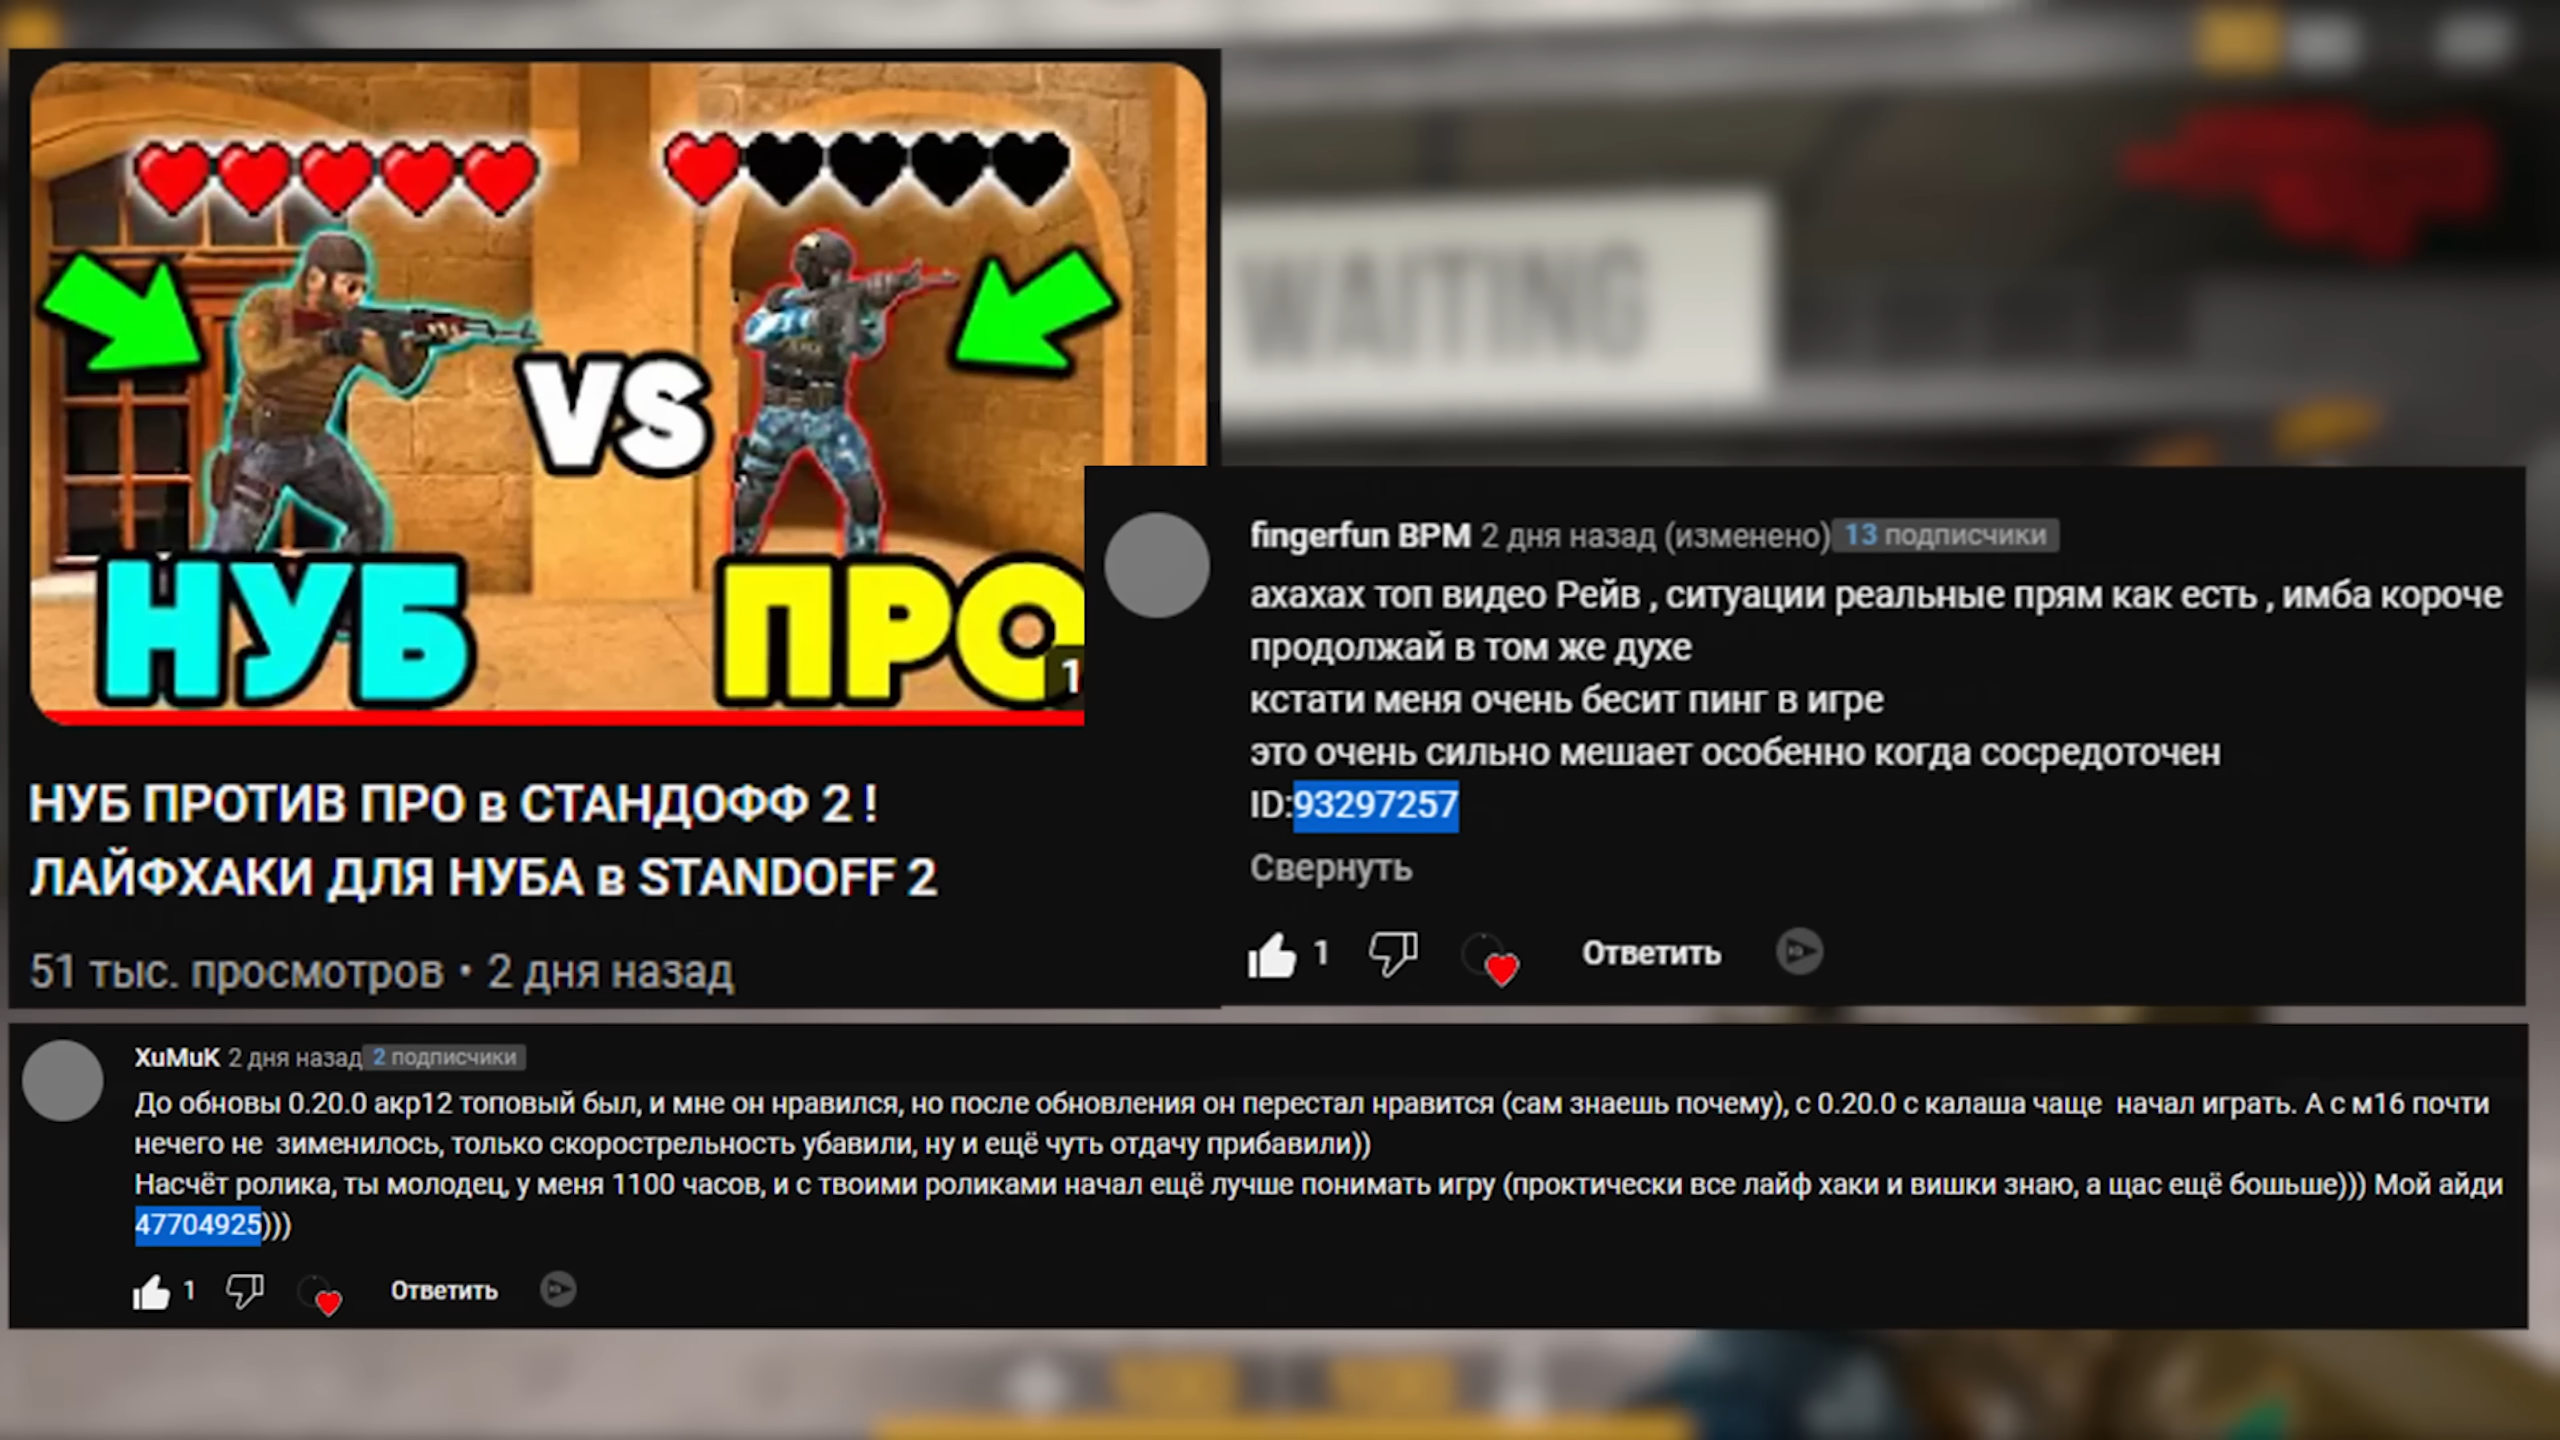 WAITING
VS
НУБ
ПРО
1
НУБ ПРОТИВ ПРО в СТАНДОФФ 2 !
ЛАЙФХАКИ ДЛЯ НУБА в STANDOFF 2
51 тыс. просмотров • 2 дня назад
fingerfun BPM 2 дня назад (изменено) 13 подписчики
ахахах топ видео Рейв , ситуации реальные прям как есть , имба короче
продолжай в том же духе
кстати меня очень бесит пинг в игре
это очень сильно мешает особенно когда сосредоточен
ID:93297257
Свернуть
1 Ответить
XuMuK 2 дня назад 2 подписчики
До обновы 0.20.0 акр12 топовый был, и мне он нравился, но после обновления он перестал нравится (сам знаешь почему), с 0.20.0 с калаша чаще начал играть. А с м16 почти
нечего не зименилось, только скорострельность убавили, ну и ещё чуть отдачу прибавили))
Насчёт ролика, ты молодец, у меня 1100 часов, и с твоими роликами начал ещё лучше понимать игру (проктически все лайф хаки и вишки знаю, а щас ещё бошьше))) Мой айди
47704925)))
1 Ответить